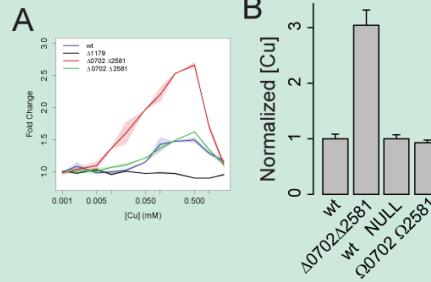 A
wt
Δ1179
Δ0702 Δ2581
Δ0702 Δ2581
Fold Change
3.0
2.5
2.0
1.5
1.0
0.001
0.005
0.050
0.500
[Cu] (mM)
B
Normalized [Cu]
3
2
1
0
wt
Δ0702Δ2581
wt NULL
Ω0702 Ω2581